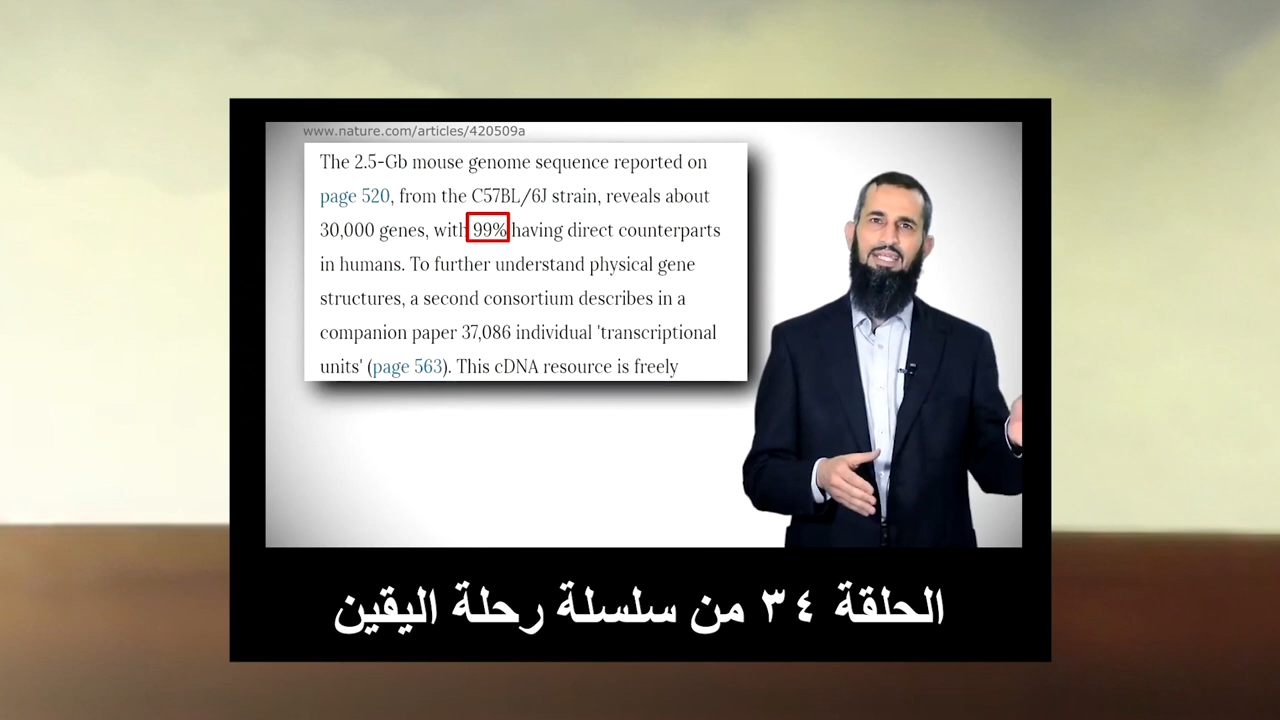 www.nature.com/articles/420509a
The 2.5-Gb mouse genome sequence reported on
page 520, from the C57BL/6J strain, reveals about
30,000 genes, with 99% having direct counterparts
in humans. To further understand physical gene
structures, a second consortium describes in a
companion paper 37,086 individual 'transcriptional
units' (page 563). This cDNA resource is freely
الحلقة ٣٤ من سلسلة رحلة اليقين